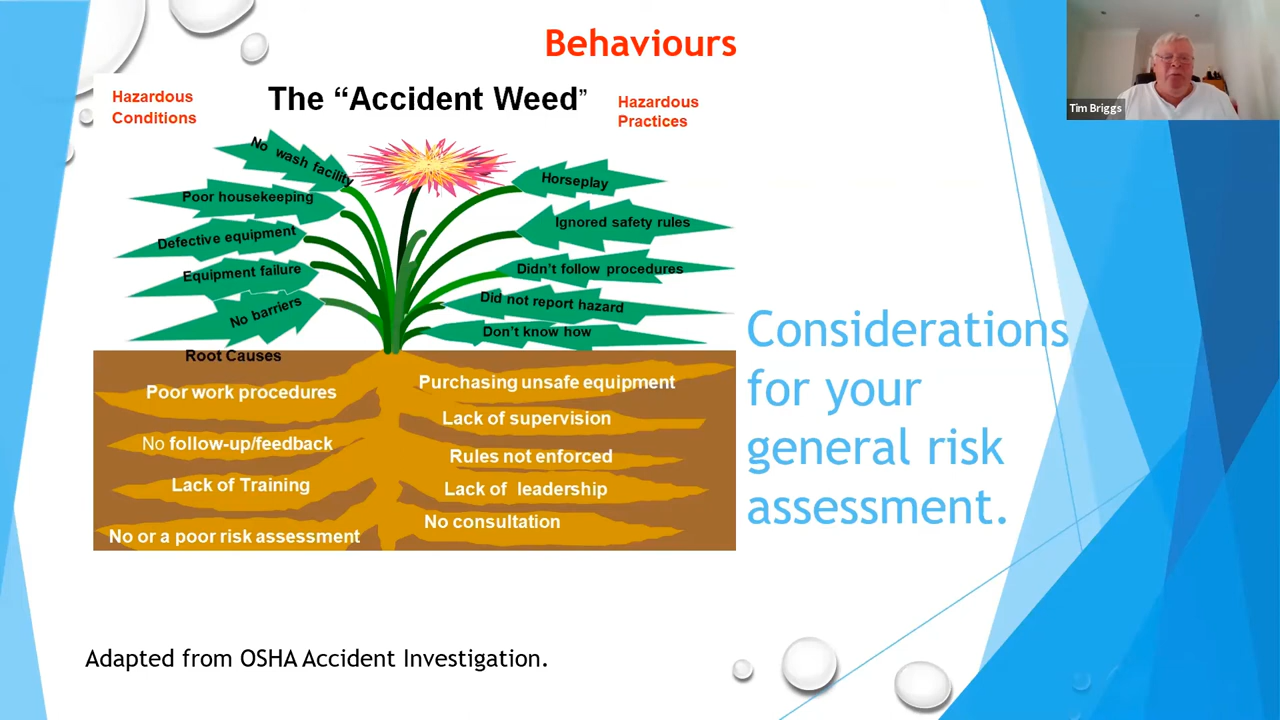 Behaviours
Hazardous
Conditions
The “Accident Weed”
Hazardous
Practices
Tim Briggs
No wash facility
Poor housekeeping
Defective equipment
Equipment failure
No barriers
Horseplay
Ignored safety rules
Didn't follow procedures
Did not report hazard
Don't know how
Root Causes
Poor work procedures
No follow-up/feedback
Lack of Training
No or a poor risk assessment
Purchasing unsafe equipment
Lack of supervision
Rules not enforced
Lack of leadership
No consultation
Considerations
for your
general risk
assessment.
Adapted from OSHA Accident Investigation.